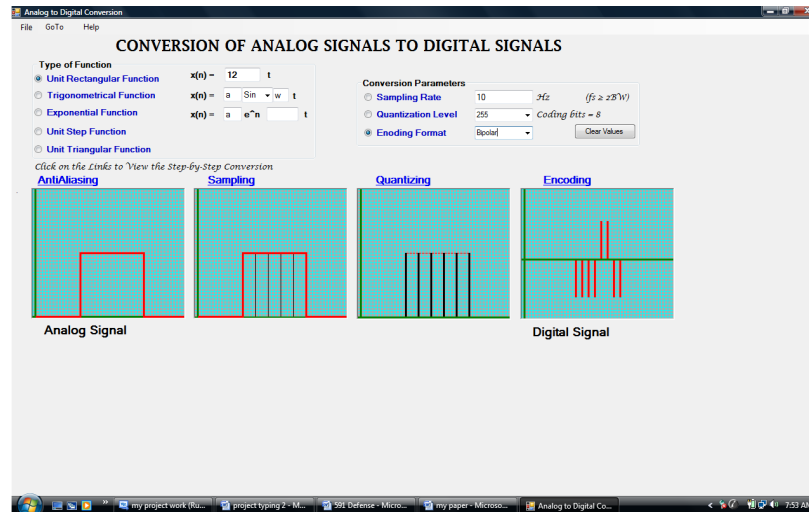 Analog to Digital Conversion
File GoTo Help
CONVERSION OF ANALOG SIGNALS TO DIGITAL SIGNALS
Type of Function
Unit Rectangular Function x(n) = 12 t
Trigonometrical Function x(n) = a Sin w t
Exponential Function x(n) = a e^n t
Unit Step Function
Unit Triangular Function
Conversion Parameters
Sampling Rate 10 Hz (fs ≥ 2BW)
Quantization Level 255 Coding bits = 8
Enoding Format Bipolar Clear Values
Click on the Links to View the Step-by-Step Conversion
AntiAliasing Sampling Quantizing Encoding
Analog Signal Digital Signal
my project work (Ru... project typing 2 - M... 591 Defense - Micro... my paper - Microso... Analog to Digital Co... 7:53 AM